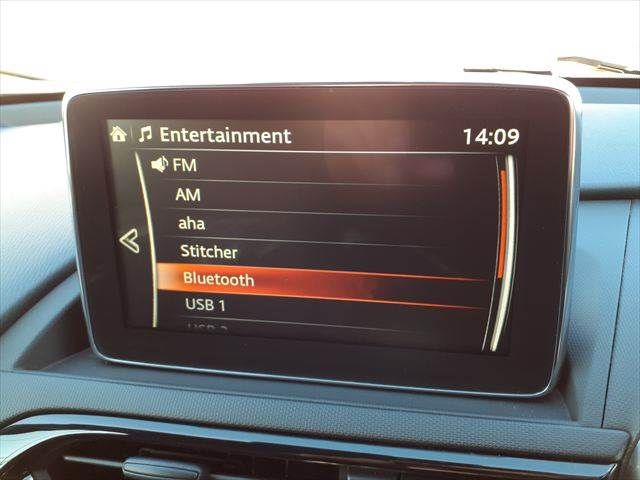 Entertainment 14:09
FM
AM
aha
Stitcher
Bluetooth
USB 1